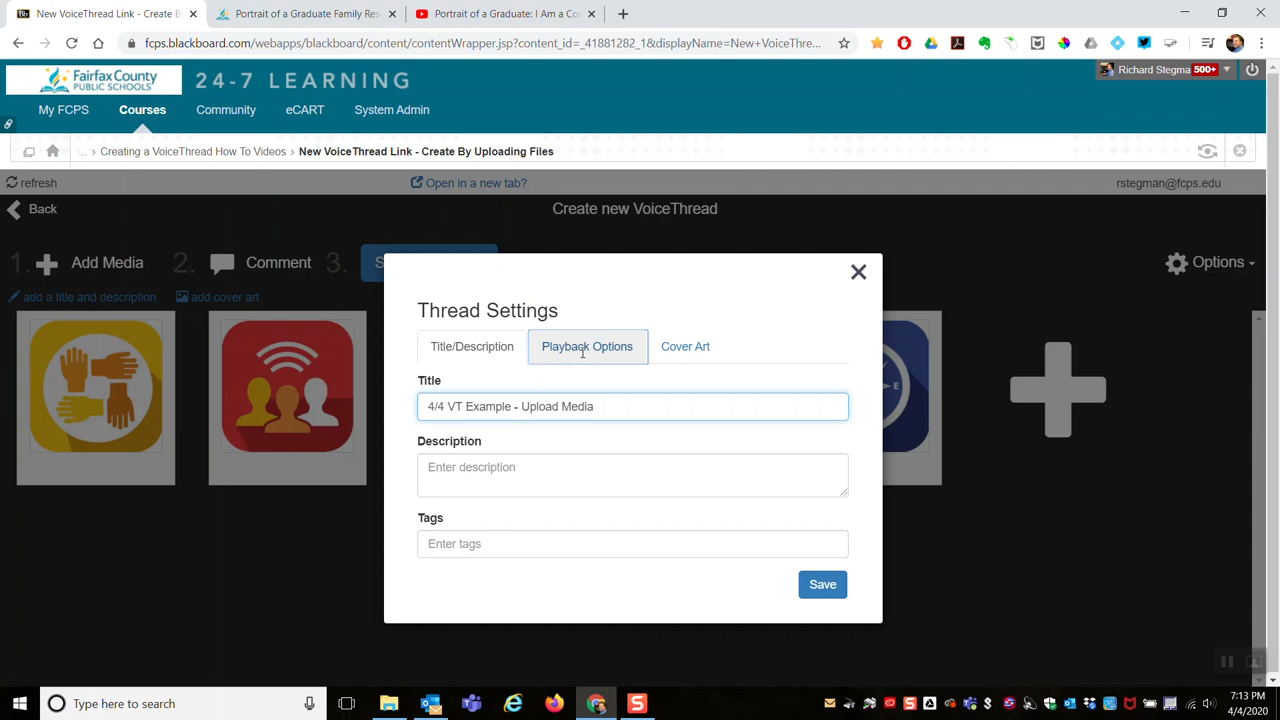 New VoiceThread Link - Create B
Portrait of a Graduate Family Res
Portrait of a Graduate: I Am a Co
fcps.blackboard.com/webapps/blackboard/content/contentWrapper.jsp?content_id=_41881282_1&displayName=New+VoiceThre...
Fairfax County
PUBLIC SCHOOLS
24-7 LEARNING
Richard Stegma 500+
My FCPS
Courses
Community
eCART
System Admin
... > Creating a VoiceThread How To Videos > New VoiceThread Link - Create By Uploading Files
refresh
Open in a new tab?
rstegman@fcps.edu
Back
Create new VoiceThread
1. Add Media
2. Comment
3. S
Options
add a title and description
add cover art
Thread Settings
Title/Description
Playback Options
Cover Art
Title
4/4 VT Example - Upload Media
Description
Enter description
Tags
Enter tags
Save
E
Type here to search
7:13 PM
4/4/2020